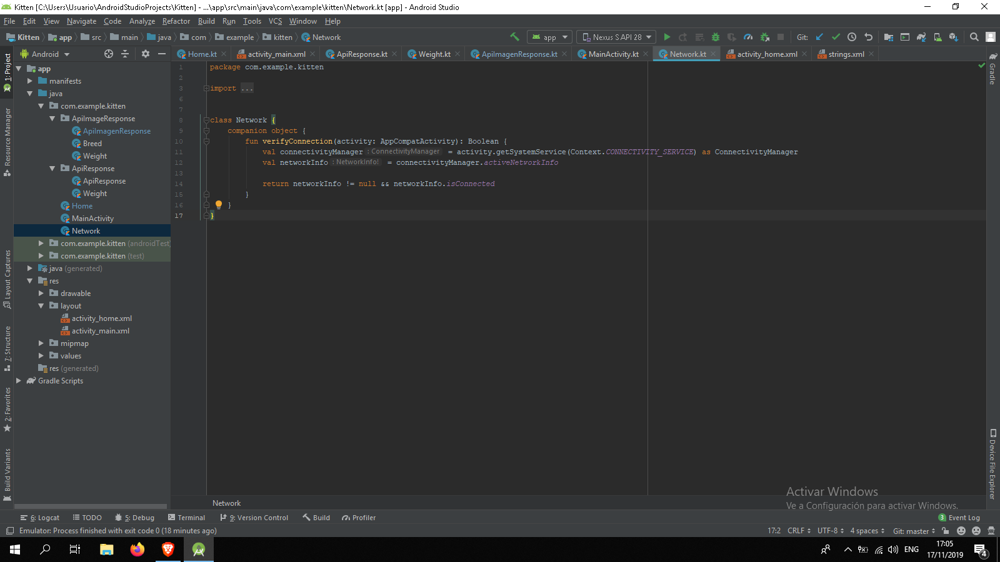 Kitten [C:\Users\Usuario\AndroidStudioProjects\Kitten] - ...\app\src\main\java\com\example\kitten\Network.kt [app] - Android Studio
File Edit View Navigate Code Analyze Refactor Build Run Tools VCS Window Help
Kitten app src main java com example kitten Network app Nexus S API 28 Git:
Android Home.kt activity_main.xml ApiResponse.kt Weight.kt ApiImagenResponse.kt MainActivity.kt Network.kt activity_home.xml strings.xml
1: Project
Resource Manager
Layout Captures
7: Structure
2: Favorites
Build Variants
app
manifests
java
com.example.kitten
ApiImageResponse
ApiImagenResponse
Breed
Weight
ApiResponse
ApiResponse
Weight
Home
MainActivity
Network
com.example.kitten (androidTest)
com.example.kitten (test)
java (generated)
res
drawable
layout
activity_home.xml
activity_main.xml
mipmap
values
res (generated)
Gradle Scripts
1 package com.example.kitten
2
3 import ...
6
7
8 class Network {
9 companion object {
10 fun verifyConnection(activity: AppCompatActivity): Boolean {
11 val connectivityManager : ConnectivityManager = activity.getSystemService(Context.CONNECTIVITY_SERVICE) as ConnectivityManager
12 val networkInfo : NetworkInfo! = connectivityManager.activeNetworkInfo
13
14 return networkInfo != null && networkInfo.isConnected
15 }
16 }
17 }
Gradle
Device File Explorer
Network
Activar Windows
Ve a Configuración para activar Windows.
6: Logcat TODO 5: Debug Terminal 9: Version Control Build Profiler 3 Event Log
Emulator: Process finished with exit code 0 (18 minutes ago) 17:2 CRLF UTF-8 4 spaces Git: master
ENG 17:05
17/11/2019
4